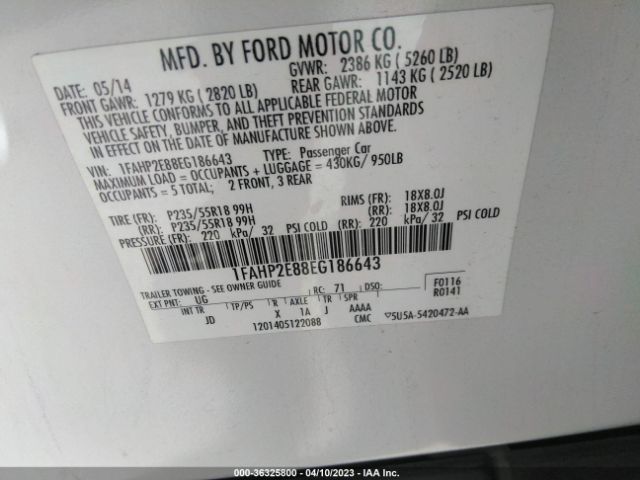 MFD. BY FORD MOTOR CO.
DATE: 05/14 GVWR: 2386 KG ( 5260 LB)
FRONT GAWR: 1279 KG ( 2820 LB) REAR GAWR: 1143 KG ( 2520 LB)
THIS VEHICLE CONFORMS TO ALL APPLICABLE FEDERAL MOTOR
VEHICLE SAFETY, BUMPER, AND THEFT PREVENTION STANDARDS
IN EFFECT ON THE DATE OF MANUFACTURE SHOWN ABOVE.
VIN: 1FAHP2E88EG186643 TYPE: Passenger Car
MAXIMUM LOAD = OCCUPANTS + LUGGAGE = 430KG/ 950LB
OCCUPANTS = 5 TOTAL; 2 FRONT, 3 REAR
TIRE (FR): P235/55R18 99H RIMS (FR): 18X8.0J
(RR): P235/55R18 99H (RR): 18X8.0J
PRESSURE (FR): 220 kPa/ 32 PSI COLD (RR): 220 kPa/ 32 PSI COLD
1FAHP2E88EG186643
TRAILER TOWING - SEE OWNER GUIDE
EXT PNT: UG RC: 71 DSO: F0116
R0141
INT TR TP/PS R AXLE TR SPR
JD X 1A J AAAA
1201405122088 CMC ▽5U5A-5420472-AA
000-36325800 - 04/10/2023 - IAA Inc.